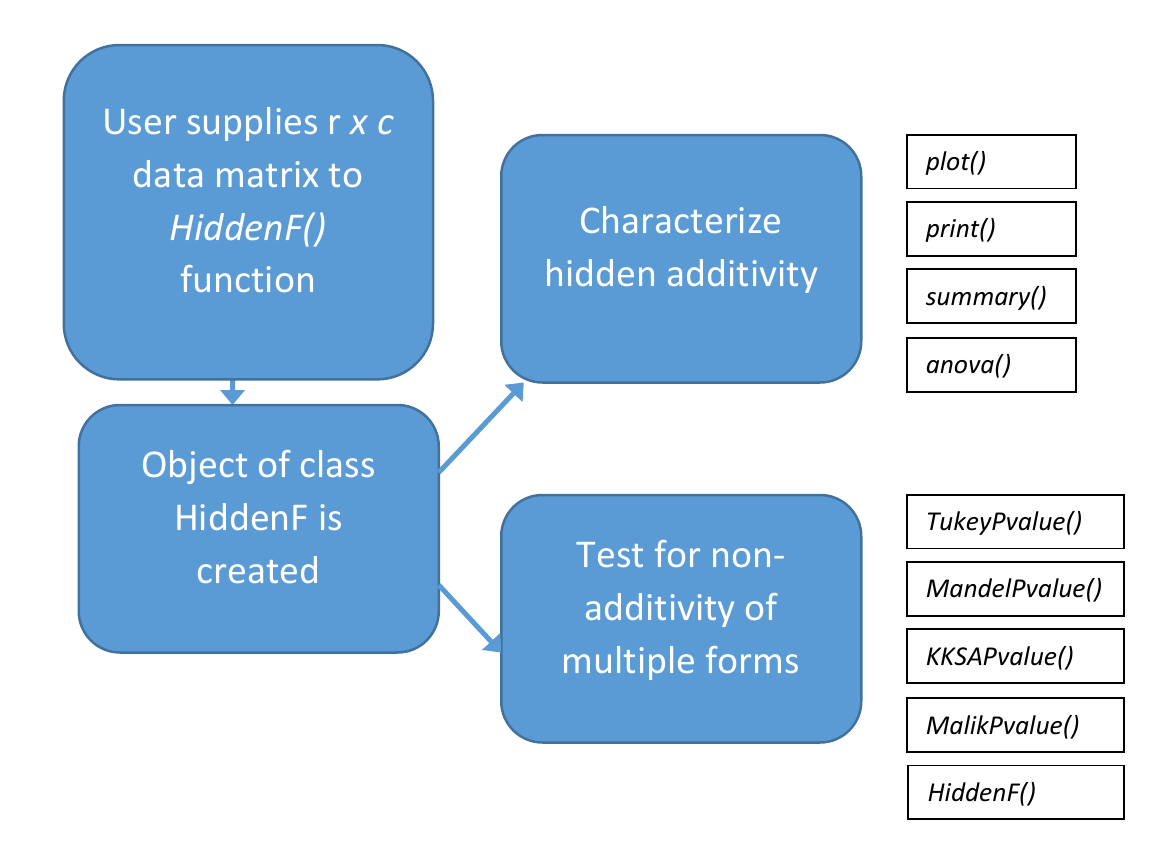 User supplies r x c
data matrix to
HiddenF()
function
Object of class
HiddenF is
created
Characterize
hidden additivity
plot()
print()
summary()
anova()
Test for non-
additivity of
multiple forms
TukeyPvalue()
MandelPvalue()
KKSAPvalue()
MalikPvalue()
HiddenF()